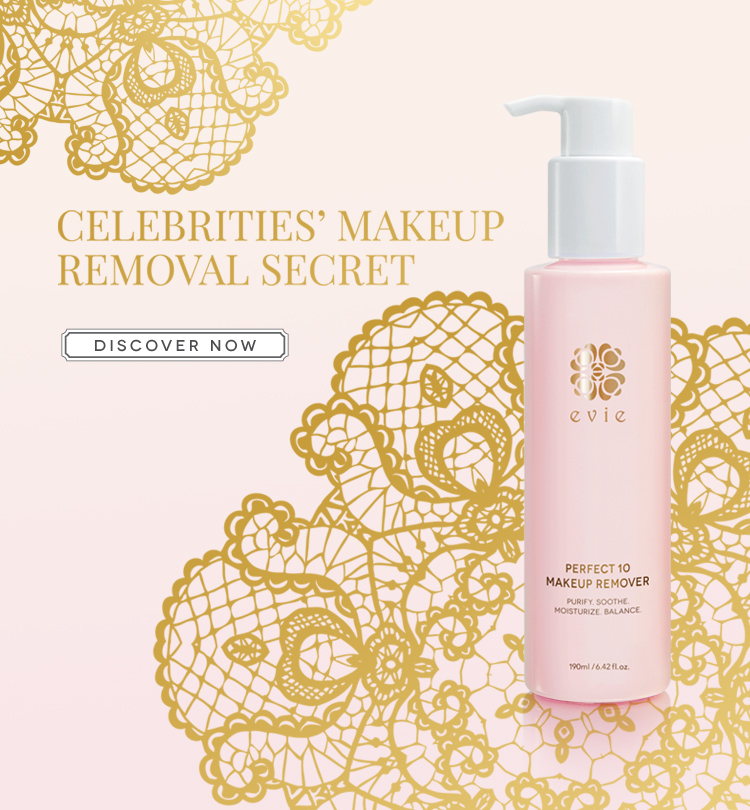 CELEBRITIES’ MAKEUP
REMOVAL SECRET
DISCOVER NOW
evie
PERFECT 10
MAKEUP REMOVER
PURIFY. SOOTHE.
MOISTURIZE. BALANCE.
190ml / 6.42 fl.oz.